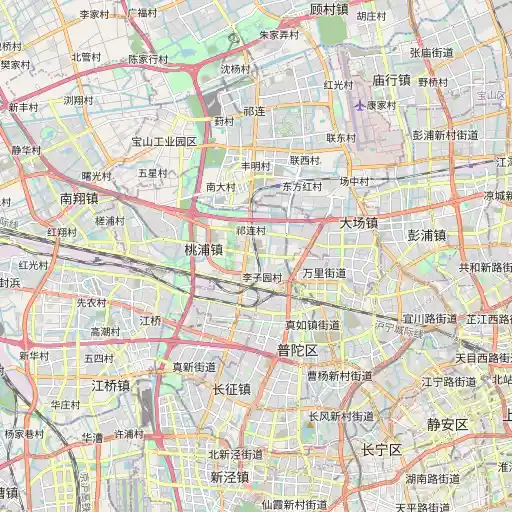 顾村镇
李家村
广福村
胡庄村
朱家弄村
桥村
北管村
陈家行村
张庙街道
樊家村
沈杨村
庙行镇
野桥村
红光村
宝山区
浏翔村
新丰村
康家村
祁连
葑村
彭浦新村街道
宝山工业园区
联东村
静华村
丰明村
联西村
曙光村
五星村
南大村
东方红村
场中村
南翔镇
凉城新
槎浦村
大场镇
红翔村
祁连村
彭浦镇
桃浦镇
红光村
共和新路街
万里街道
李子园村
封浜
先农村
江桥
真如镇街道
宜川路街道
芷江西路
高潮村
沪宁城际线
新华村
五四村
普陀区
天目西路街
真新街道
曹杨新村街道
江桥镇
长征镇
江宁路街道
北站
华庄村
长风新村街道
静安区
上
杨家巷村
华漕
许浦村
长宁区
北新泾街道
新泾镇
湖南路街道
淮
漕镇
仙霞新村街道